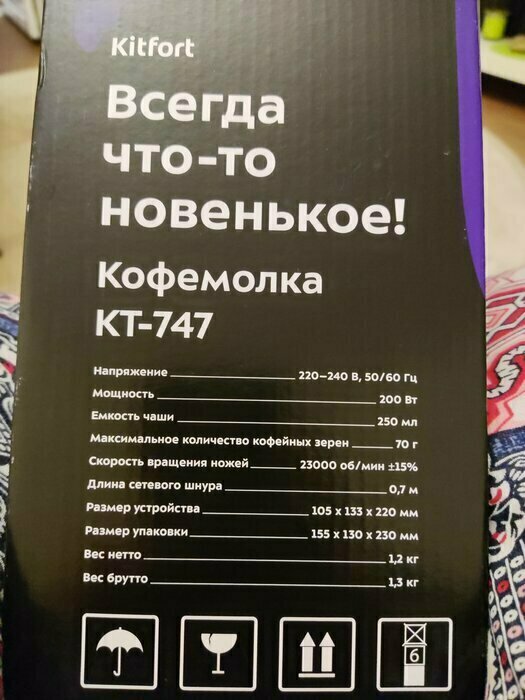 Kitfort
Всегда
что-то
новенькое!
Кофемолка
КТ-747
Напряжение 220–240 В, 50/60 Гц
Мощность 200 Вт
Емкость чаши 250 мл
Максимальное количество кофейных зерен 70 г
Скорость вращения ножей 23000 об/мин ±15%
Длина сетевого шнура 0,7 м
Размер устройства 105 х 133 х 220 мм
Размер упаковки 155 х 130 х 230 мм
Вес нетто 1,2 кг
Вес брутто 1,3 кг
6